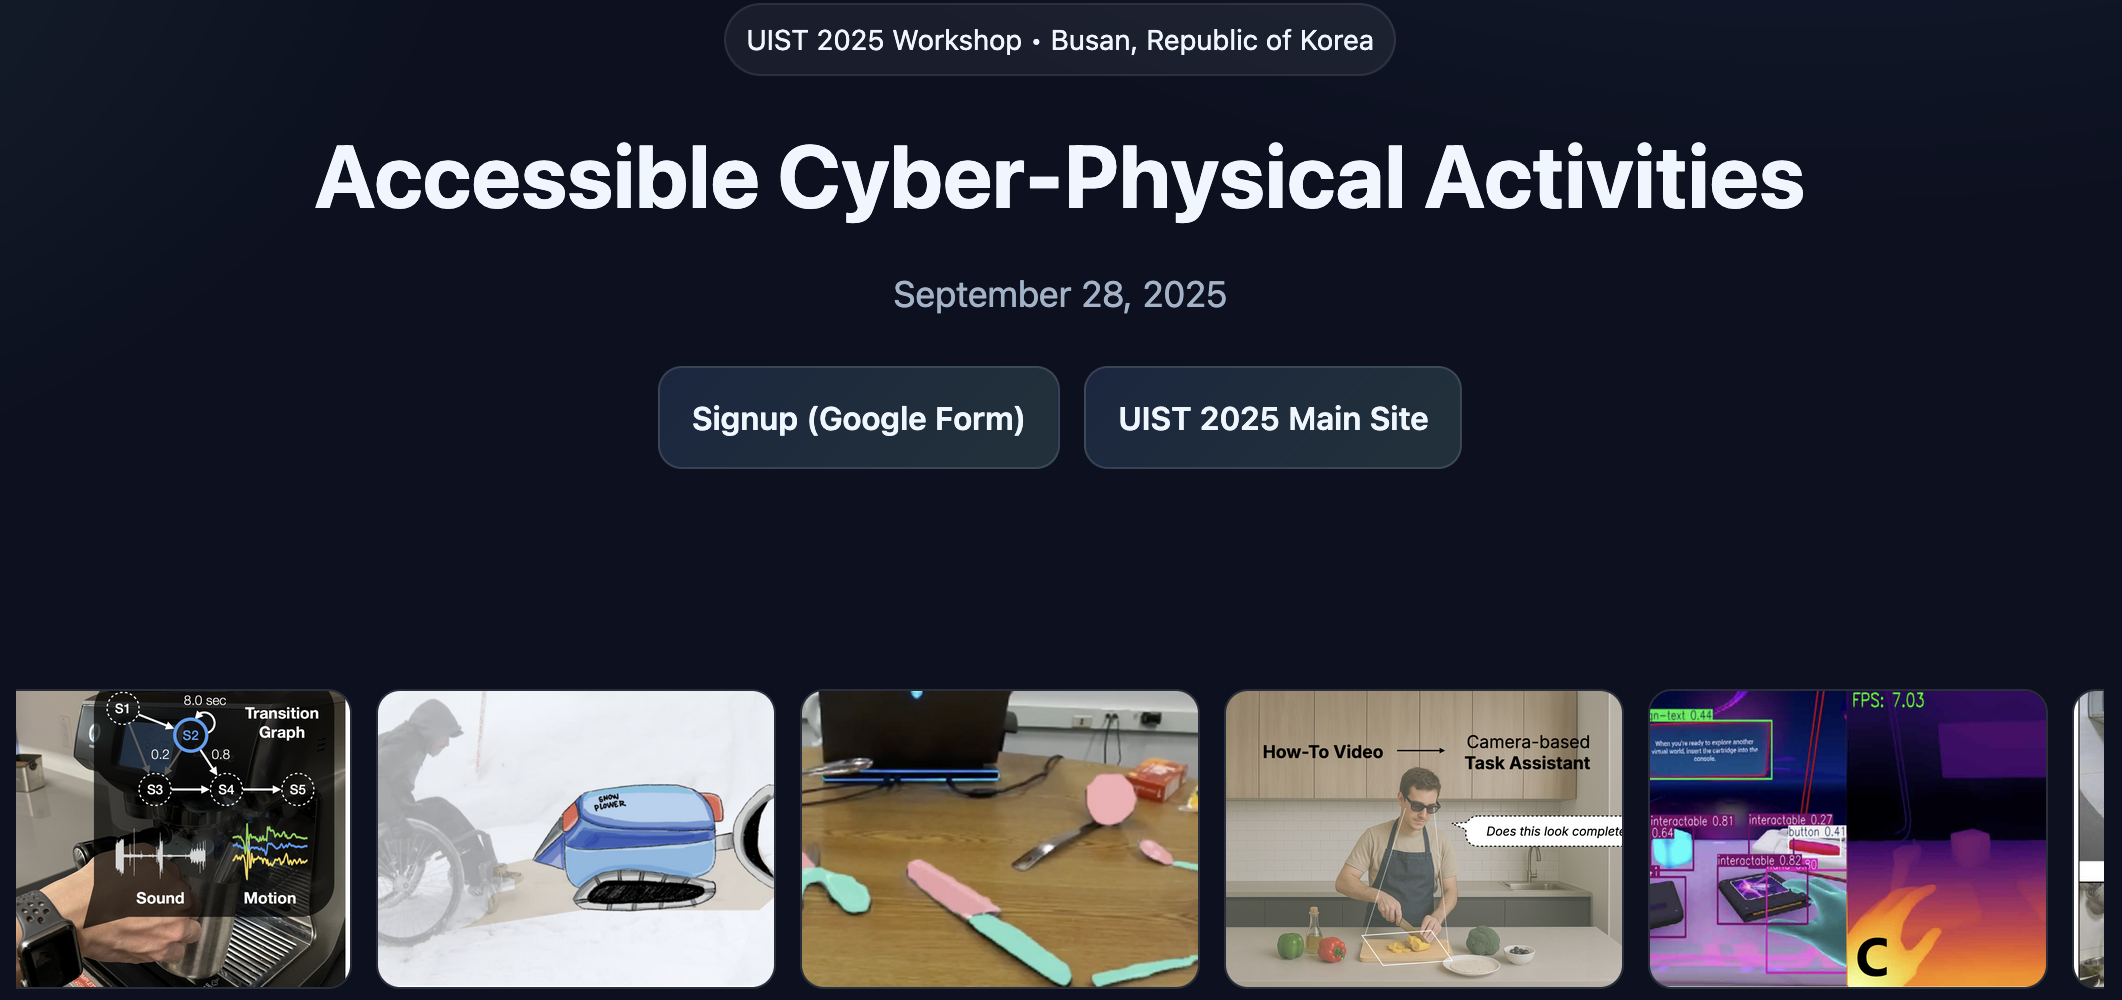 UIST 2025 Workshop • Busan, Republic of Korea
Accessible Cyber-Physical Activities
September 28, 2025
Signup (Google Form)
UIST 2025 Main Site
S1
8.0 sec
Transition
Graph
S2
0.2
0.8
S3
S4
S5
Sound
Motion
SNOW
PLOWER
How-To Video
Camera-based
Task Assistant
Does this look complete
gn-text 0.44
When you're ready to explore another
virtual world, insert the cartridge into the
console.
interactable 0.81
interactable 0.27
0.64
button 0.41
interactable 0.82
FPS: 7.03
C